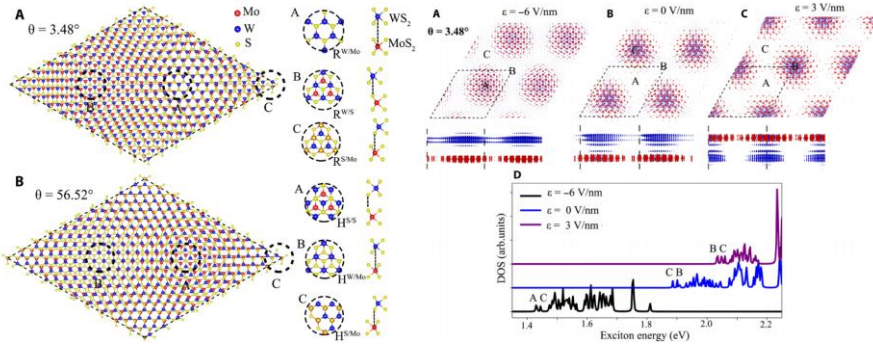 A
θ = 3.48°
Mo
W
S
B
A
C
A
R^W/Mo
B
R^W/S
C
R^S/Mo
WS₂
MoS₂
B
θ = 56.52°
B
A
C
A
H^S/S
B
H^W/Mo
C
H^S/Mo
A
ε = −6 V/nm
θ = 3.48°
C
B
A
B
ε = 0 V/nm
C
B
A
C
ε = 3 V/nm
C
B
A
D
ε = −6 V/nm
ε = 0 V/nm
ε = 3 V/nm
B C
C B
A C
DOS (arb.units)
1.4 1.6 1.8 2.0 2.2
Exciton energy (eV)